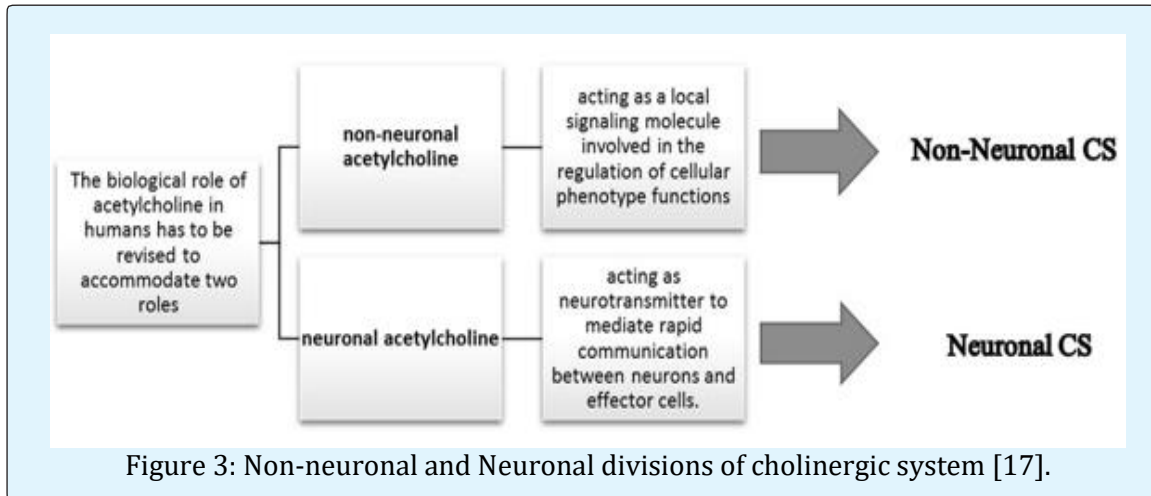 The biological role of
acetylcholine in
humans has to be
revised to
accommodate two
roles
non-neuronal
acetylcholine
acting as a local
signaling molecule
involved in the
regulation of cellular
phenotype functions
Non-Neuronal CS
neuronal acetylcholine
acting as
neurotransmitter to
mediate rapid
communication
between neurons and
effector cells.
Neuronal CS
Figure 3: Non-neuronal and Neuronal divisions of cholinergic system [17].